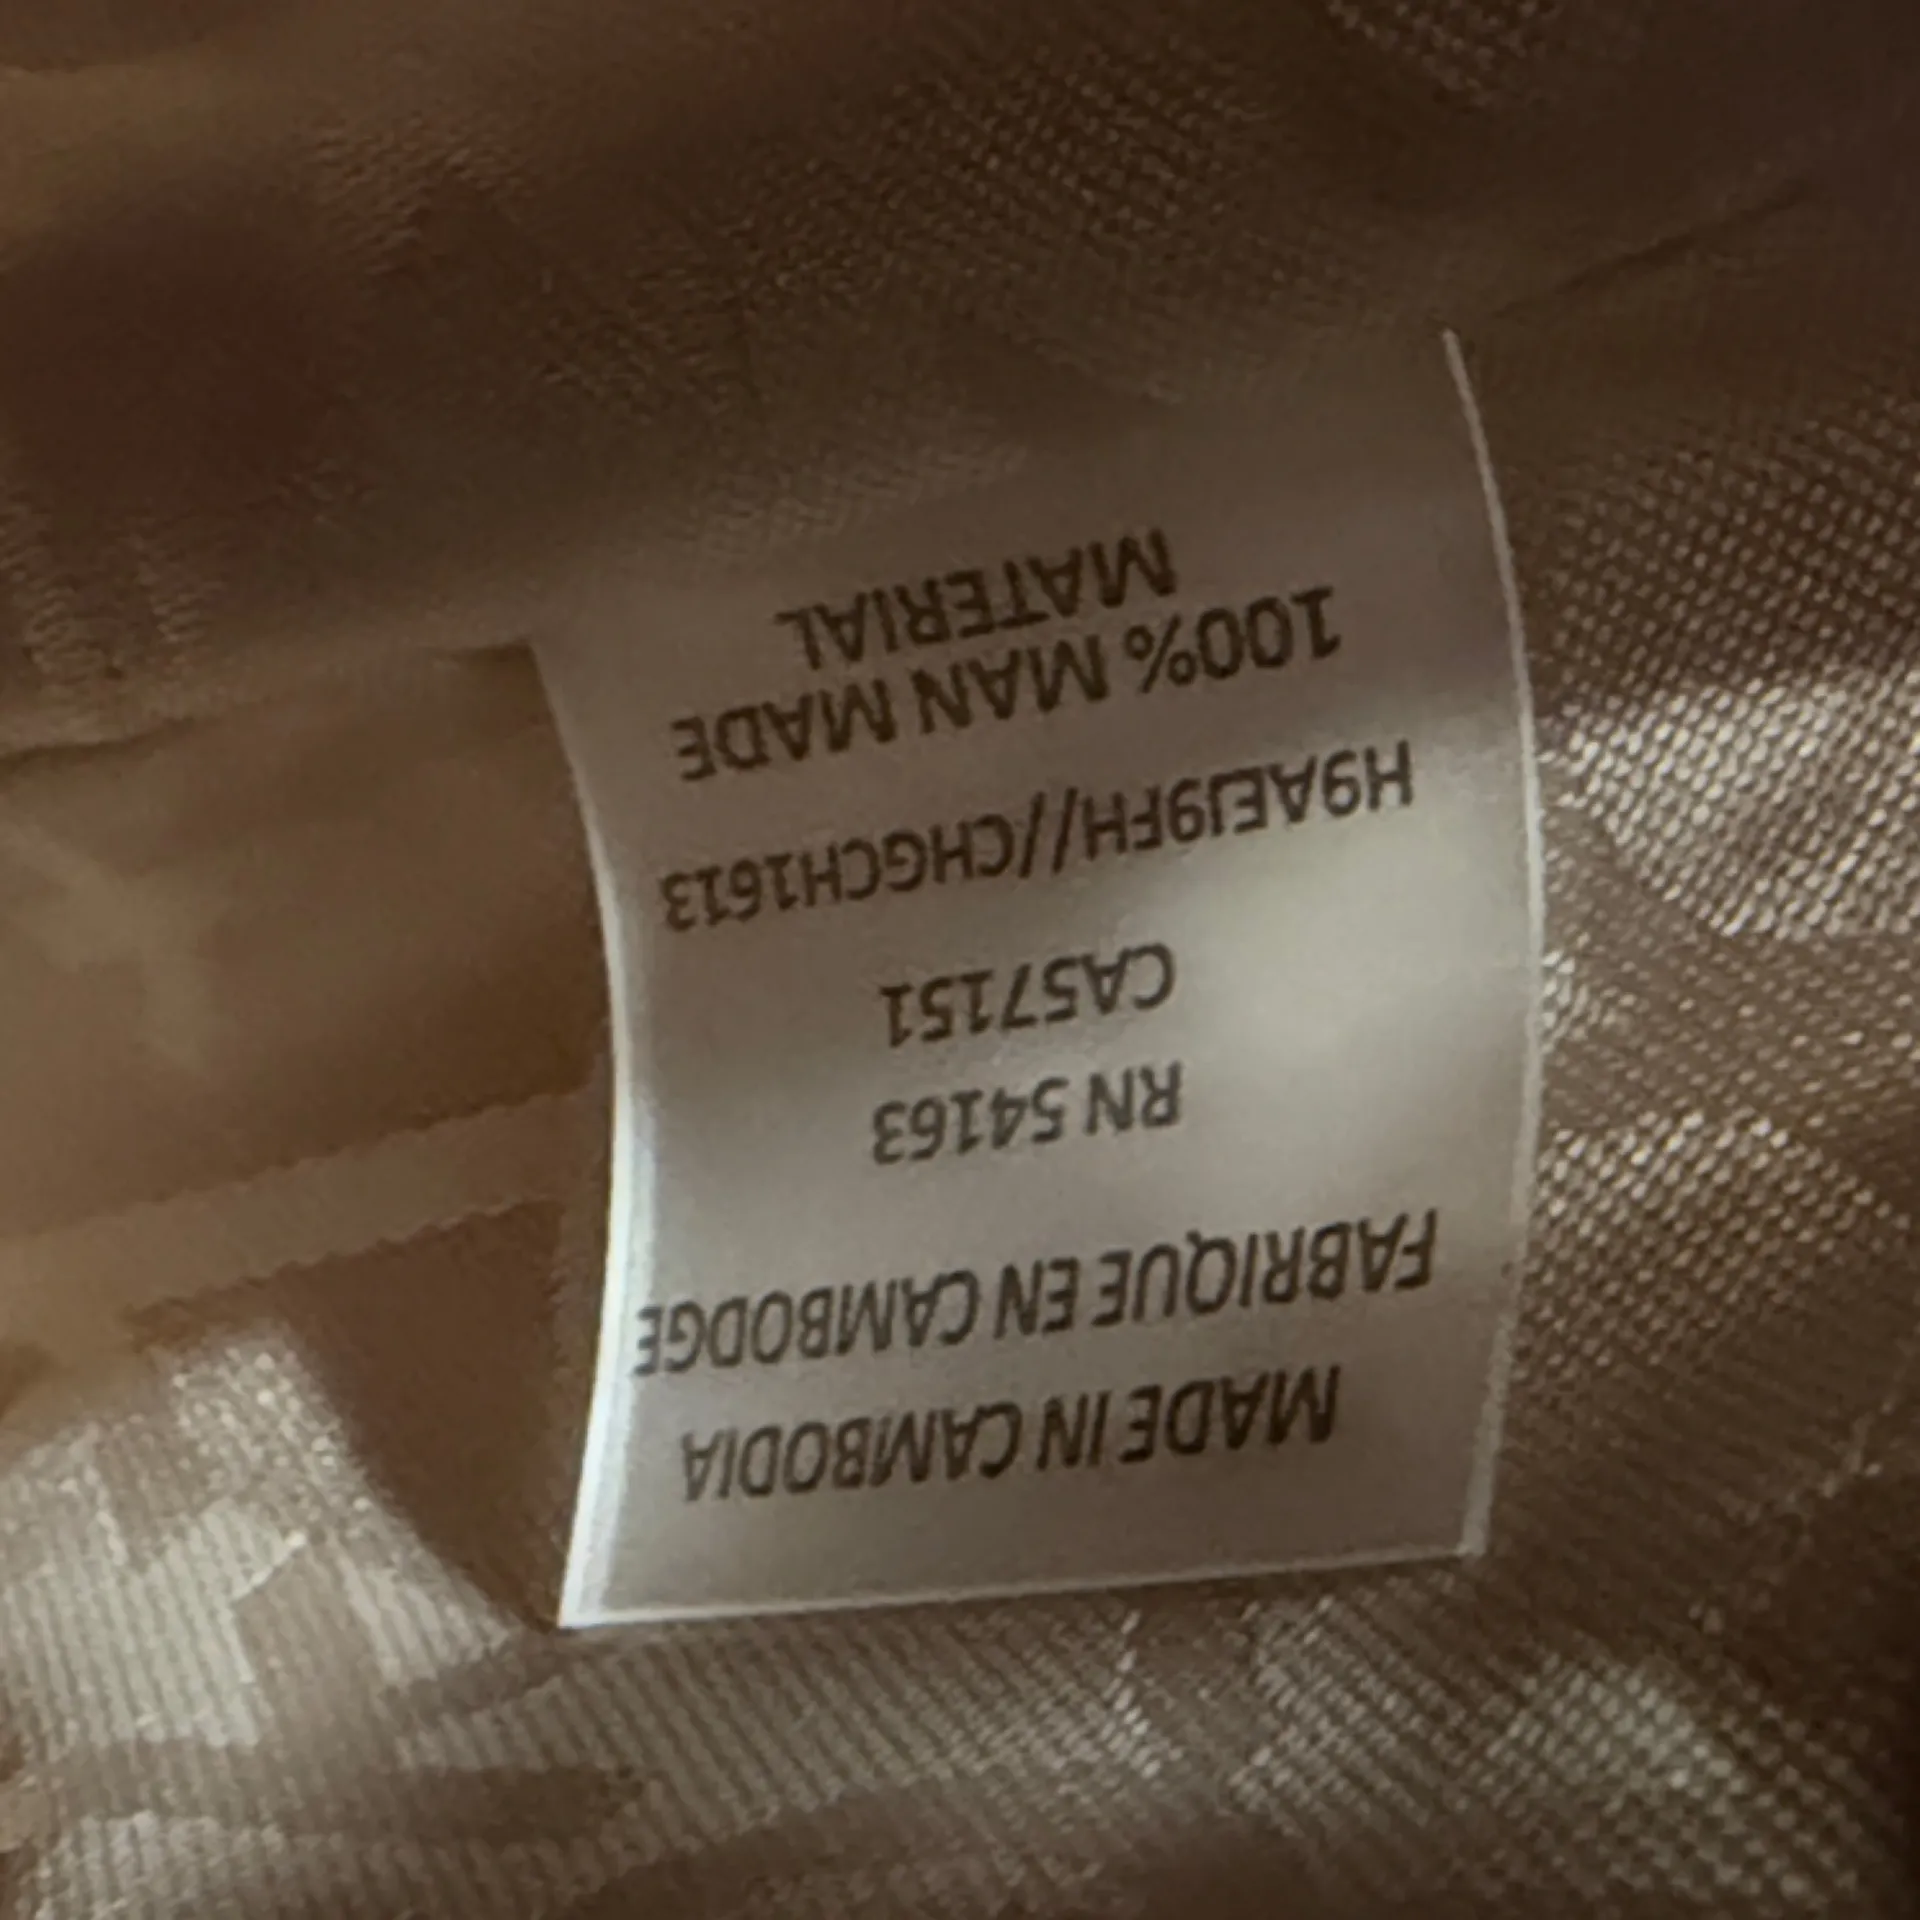 100% MAN MADE
MATERIAL
H9AEJ9FH//CHGCH1613
CA57151
RN 54163
FABRIQUE EN CAMBODGE
MADE IN CAMBODIA